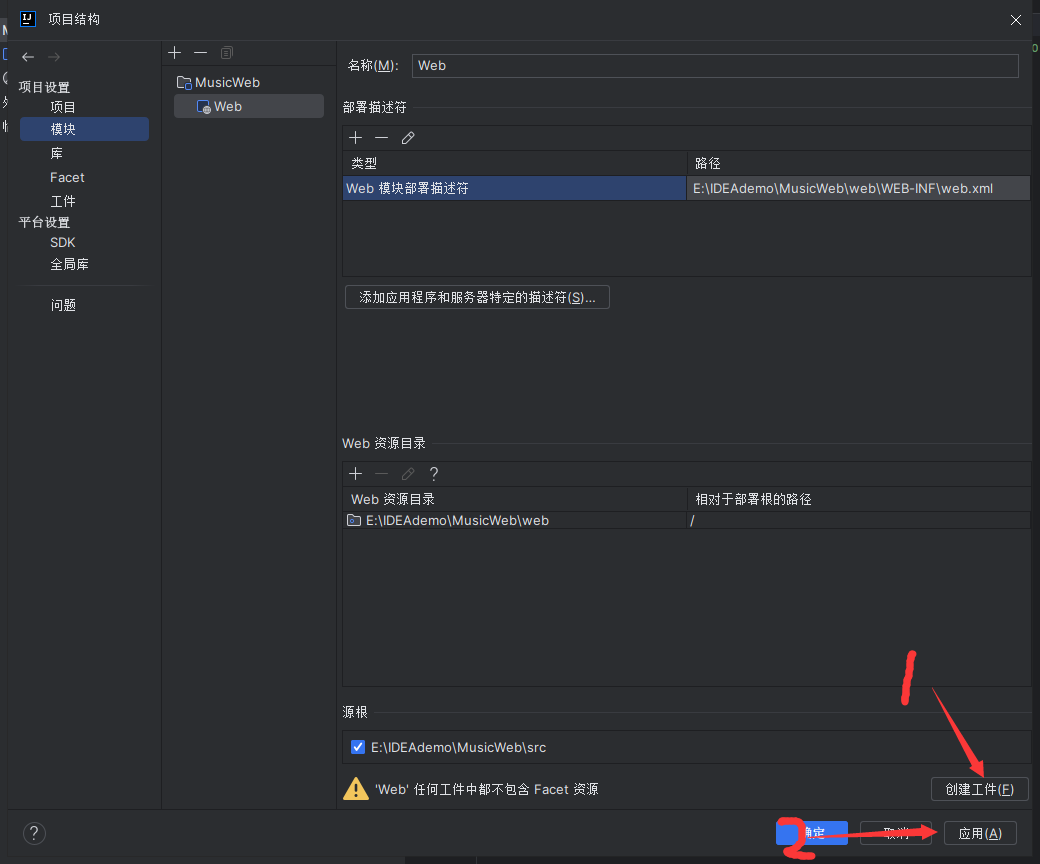 项目结构
项目设置
项目
模块
库
Facet
工件
平台设置
SDK
全局库
问题
MusicWeb
Web
名称(M): Web
部署描述符
类型 路径
Web 模块部署描述符 E:\IDEAdemo\MusicWeb\web\WEB-INF\web.xml
添加应用程序和服务器特定的描述符(S)...
Web 资源目录
?
Web 资源目录 相对于部署根的路径
E:\IDEAdemo\MusicWeb\web /
源根
E:\IDEAdemo\MusicWeb\src
'Web' 任何工件中都不包含 Facet 资源
1
创建工件(F)
?
2
确定 取消 应用(A)